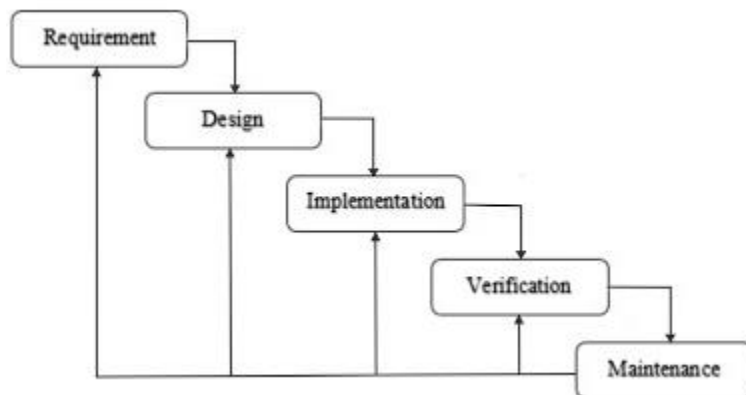 Requirement
Design
Implementation
Verification
Maintenance